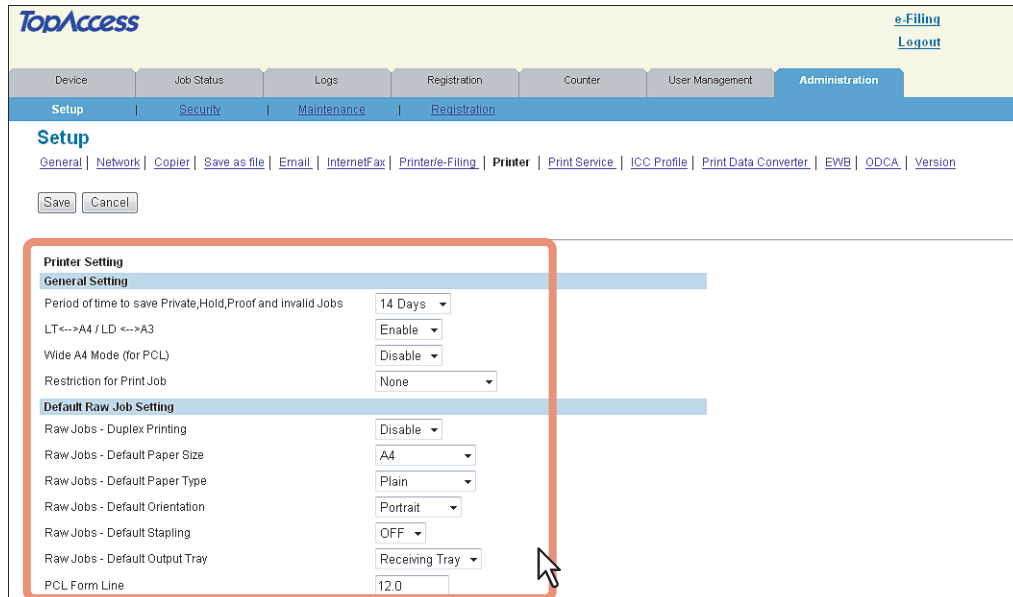 TopAccess
e-Filing
Logout
Device Job Status Logs Registration Counter User Management Administration
Setup | Security | Maintenance | Registration
Setup
General | Network | Copier | Save as file | Email | InternetFax | Printer/e-Filing | Printer | Print Service | ICC Profile | Print Data Converter | EWB | ODCA | Version
Save Cancel
Printer Setting
General Setting
Period of time to save Private,Hold,Proof and invalid Jobs 14 Days
LT<-->A4 / LD <-->A3 Enable
Wide A4 Mode (for PCL) Disable
Restriction for Print Job None
Default Raw Job Setting
Raw Jobs - Duplex Printing Disable
Raw Jobs - Default Paper Size A4
Raw Jobs - Default Paper Type Plain
Raw Jobs - Default Orientation Portrait
Raw Jobs - Default Stapling OFF
Raw Jobs - Default Output Tray Receiving Tray
PCL Form Line 12.0